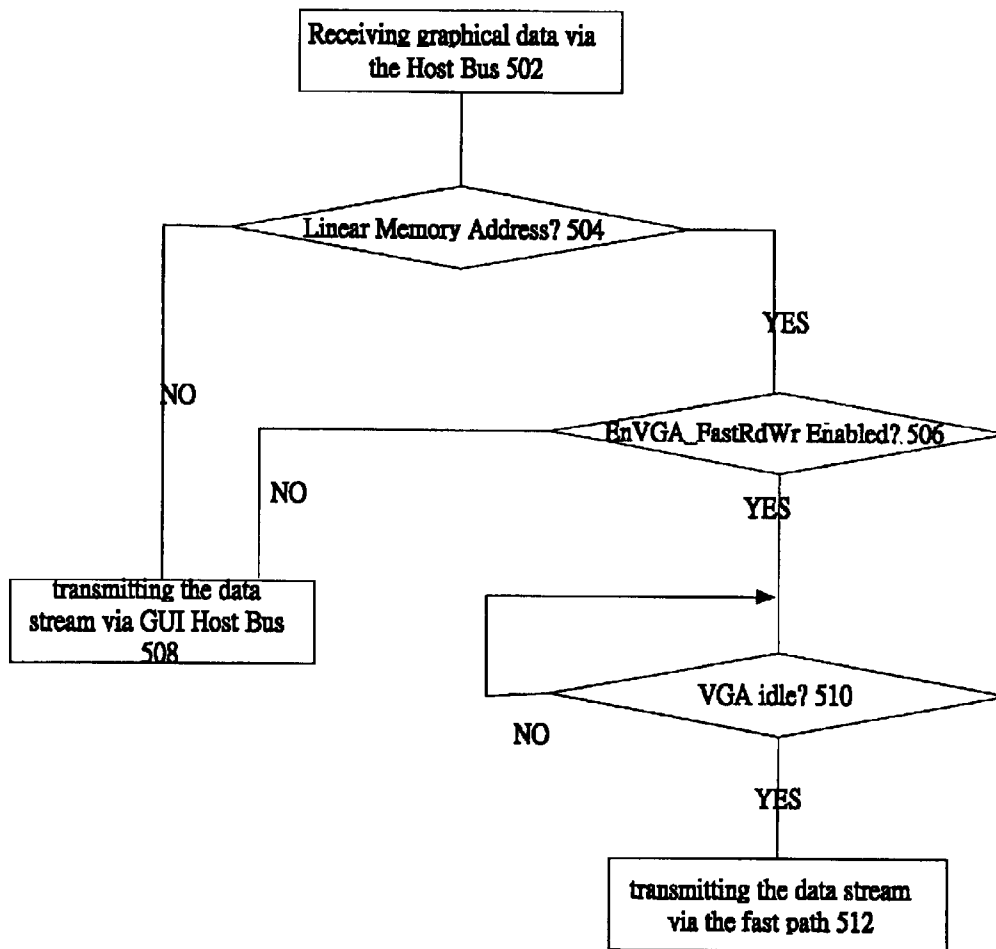 Receiving graphical data via
the Host Bus 502
Linear Memory Address? 504
YES
NO
EnVGA_FastRdWr Enabled? 506
NO
YES
transmitting the data
stream via GUI Host Bus
508
VGA idle? 510
NO
YES
transmitting the data stream
via the fast path 512